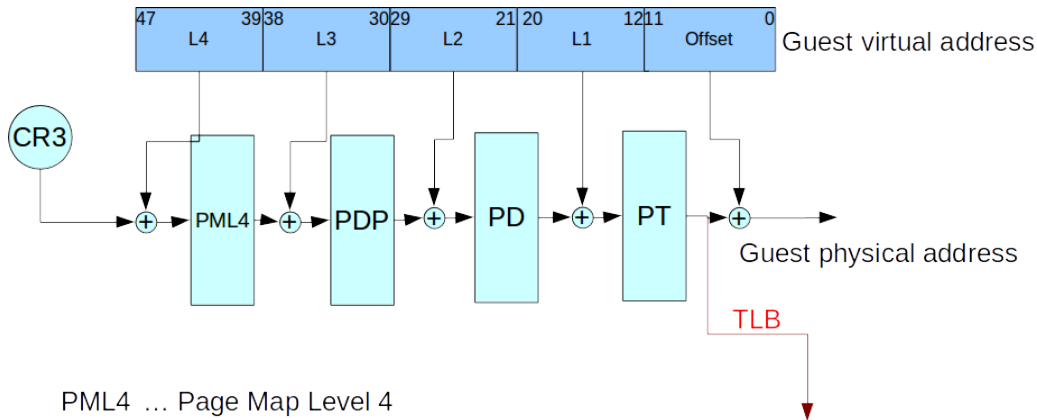 47 39 38 30 29 21 20 12 11 0
L4 L3 L2 L1 Offset
Guest virtual address
CR3
+ PML4 + PDP + PD + PT +
Guest physical address
TLB
PML4 … Page Map Level 4